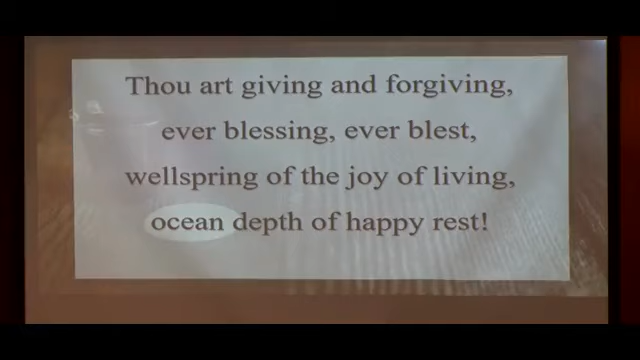 Thou art giving and forgiving,
ever blessing, ever blest,
wellspring of the joy of living,
ocean depth of happy rest!